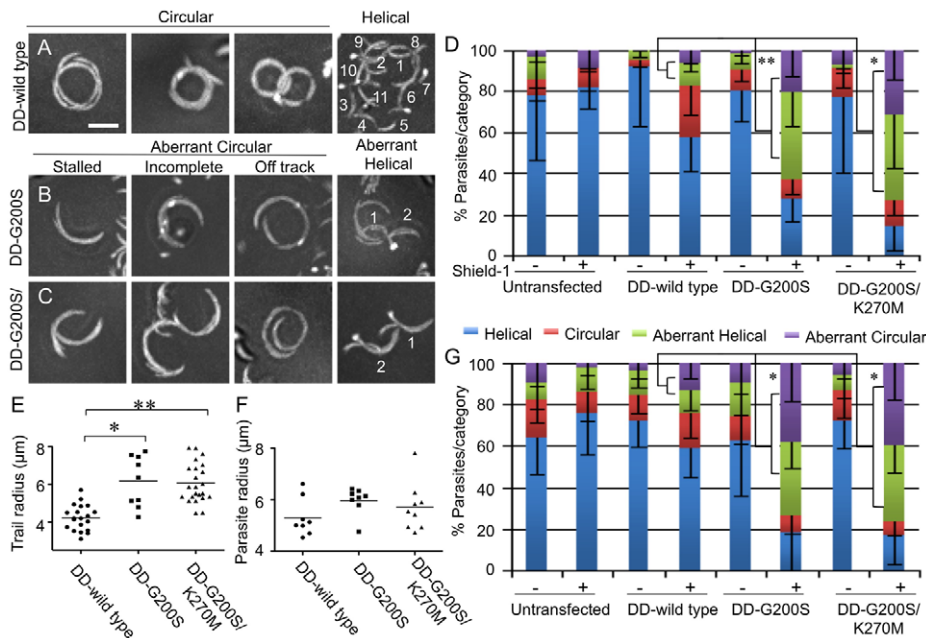 Circular
Helical
DD-wild type
A
9
8
2
1
10
7
11
6
3
4
5
Aberrant Circular
Aberrant Helical
Stalled
Incomplete
Off track
DD-G200S
B
1
2
DD-G200S/
C
1
2
D
% Parasites/category
100
80
60
40
20
0
**
*
Shield-1
- + - + - + - +
Untransfected
DD-wild type
DD-G200S
DD-G200S/
K270M
Helical
Circular
Aberrant Helical
Aberrant Circular
E
Trail radius (µm)
8
6
4
*
**
DD-wild type
DD-G200S
DD-G200S/
K270M
F
Parasite radius (µm)
8
6
4
DD-wild type
DD-G200S
DD-G200S/
K270M
G
% Parasites/category
100
80
60
40
20
0
*
*
- + - + - + - +
Untransfected
DD-wild type
DD-G200S
DD-G200S/
K270M